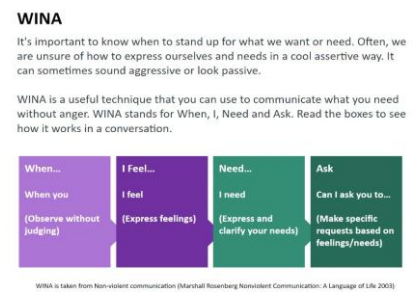 WINA
It's important to know when to stand up for what we want or need. Often, we
are unsure of how to express ourselves and needs in a cool assertive way. It
can sometimes sound aggressive or look passive.
WINA is a useful technique that you can use to communicate what you need
without anger. WINA stands for When, I, Need and Ask. Read the boxes to see
how it works in a conversation.
When...
When you
(Observe without
judging)
I Feel...
I feel
(Express feelings)
Need...
I need
(Express and
clarify your needs)
Ask
Can I ask you to...
(Make specific
requests based on
feelings/needs)
WINA is taken from Non-violent communication (Marshall Rosenberg Nonviolent Communication: A Language of Life 2003)